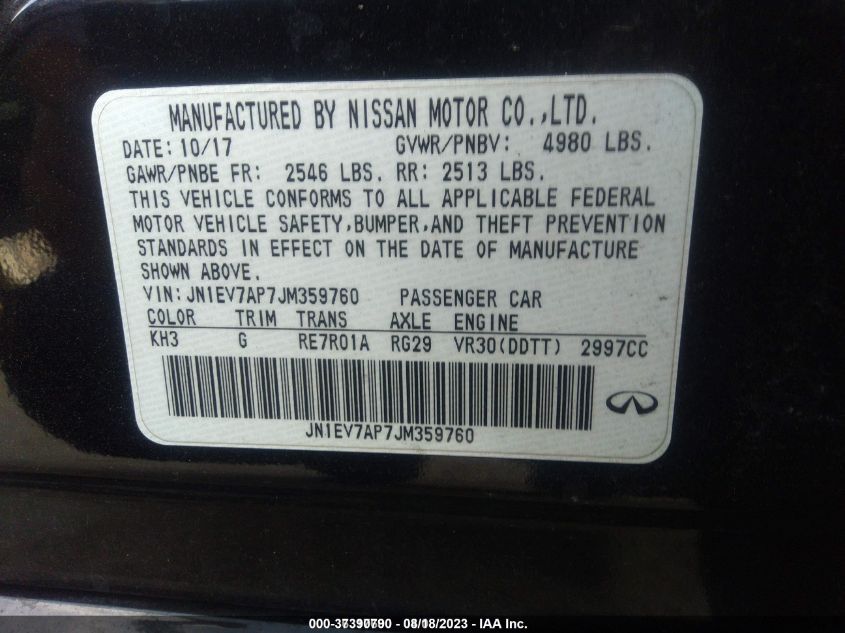 MANUFACTURED BY NISSAN MOTOR CO.,LTD.
DATE: 10/17 GVWR/PNBV: 4980 LBS.
GAWR/PNBE FR: 2546 LBS. RR: 2513 LBS.
THIS VEHICLE CONFORMS TO ALL APPLICABLE FEDERAL
MOTOR VEHICLE SAFETY,BUMPER,AND THEFT PREVENTION
STANDARDS IN EFFECT ON THE DATE OF MANUFACTURE
SHOWN ABOVE.
VIN:JN1EV7AP7JM359760 PASSENGER CAR
COLOR TRIM TRANS AXLE ENGINE
KH3 G RE7R01A RG29 VR30(DDTT) 2997CC
JN1EV7AP7JM359760
- IAA Inc.